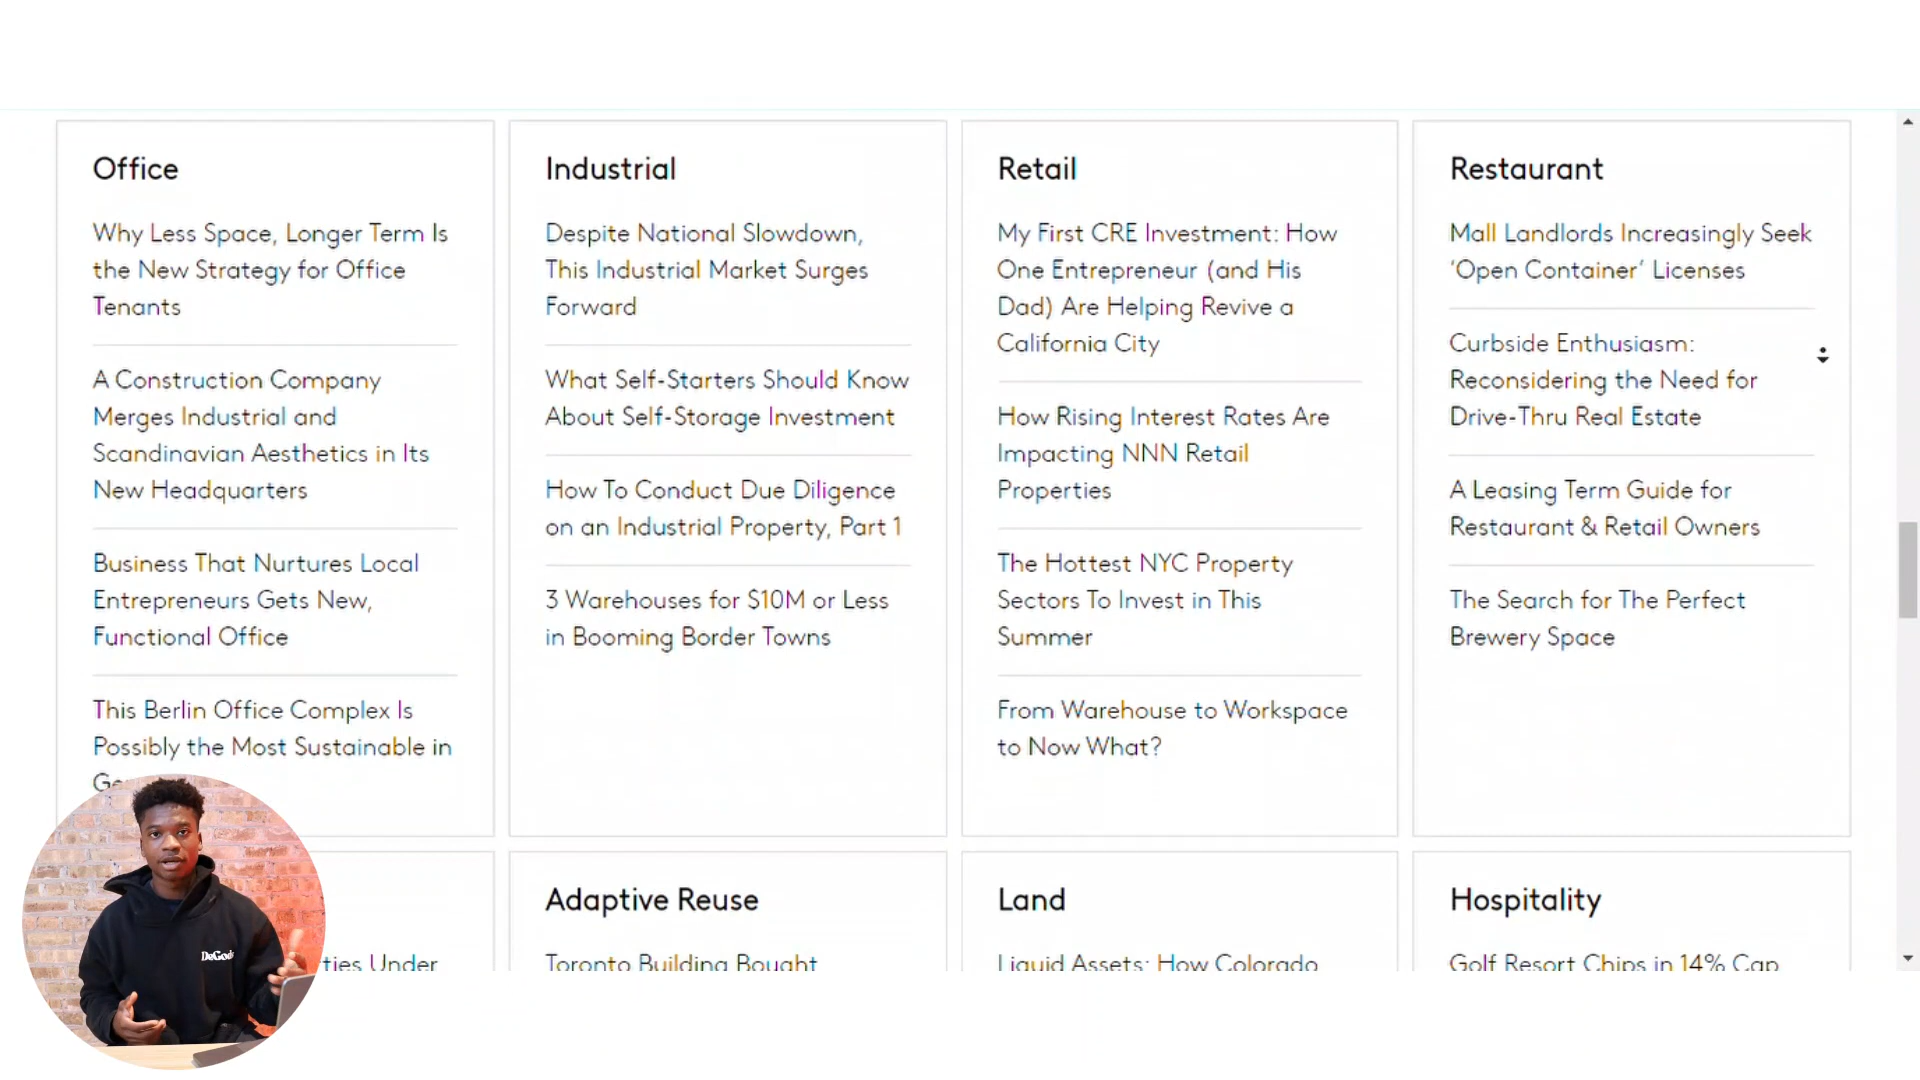 Office
Why Less Space, Longer Term Is
the New Strategy for Office
Tenants
A Construction Company
Merges Industrial and
Scandinavian Aesthetics in Its
New Headquarters
Business That Nurtures Local
Entrepreneurs Gets New,
Functional Office
This Berlin Office Complex Is
Possibly the Most Sustainable in
Industrial
Despite National Slowdown,
This Industrial Market Surges
Forward
What Self-Starters Should Know
About Self-Storage Investment
How To Conduct Due Diligence
on an Industrial Property, Part 1
3 Warehouses for $10M or Less
in Booming Border Towns
Retail
My First CRE Investment: How
One Entrepreneur (and His
Dad) Are Helping Revive a
California City
How Rising Interest Rates Are
Impacting NNN Retail
Properties
The Hottest NYC Property
Sectors To Invest in This
Summer
From Warehouse to Workspace
to Now What?
Restaurant
Mall Landlords Increasingly Seek
‘Open Container’ Licenses
Curbside Enthusiasm:
Reconsidering the Need for
Drive-Thru Real Estate
A Leasing Term Guide for
Restaurant & Retail Owners
The Search for The Perfect
Brewery Space
Under
Adaptive Reuse
Toronto Building Bought
Land
Liquid Assets: How Colorado
Hospitality
Golf Resort Chips in 14% Cap